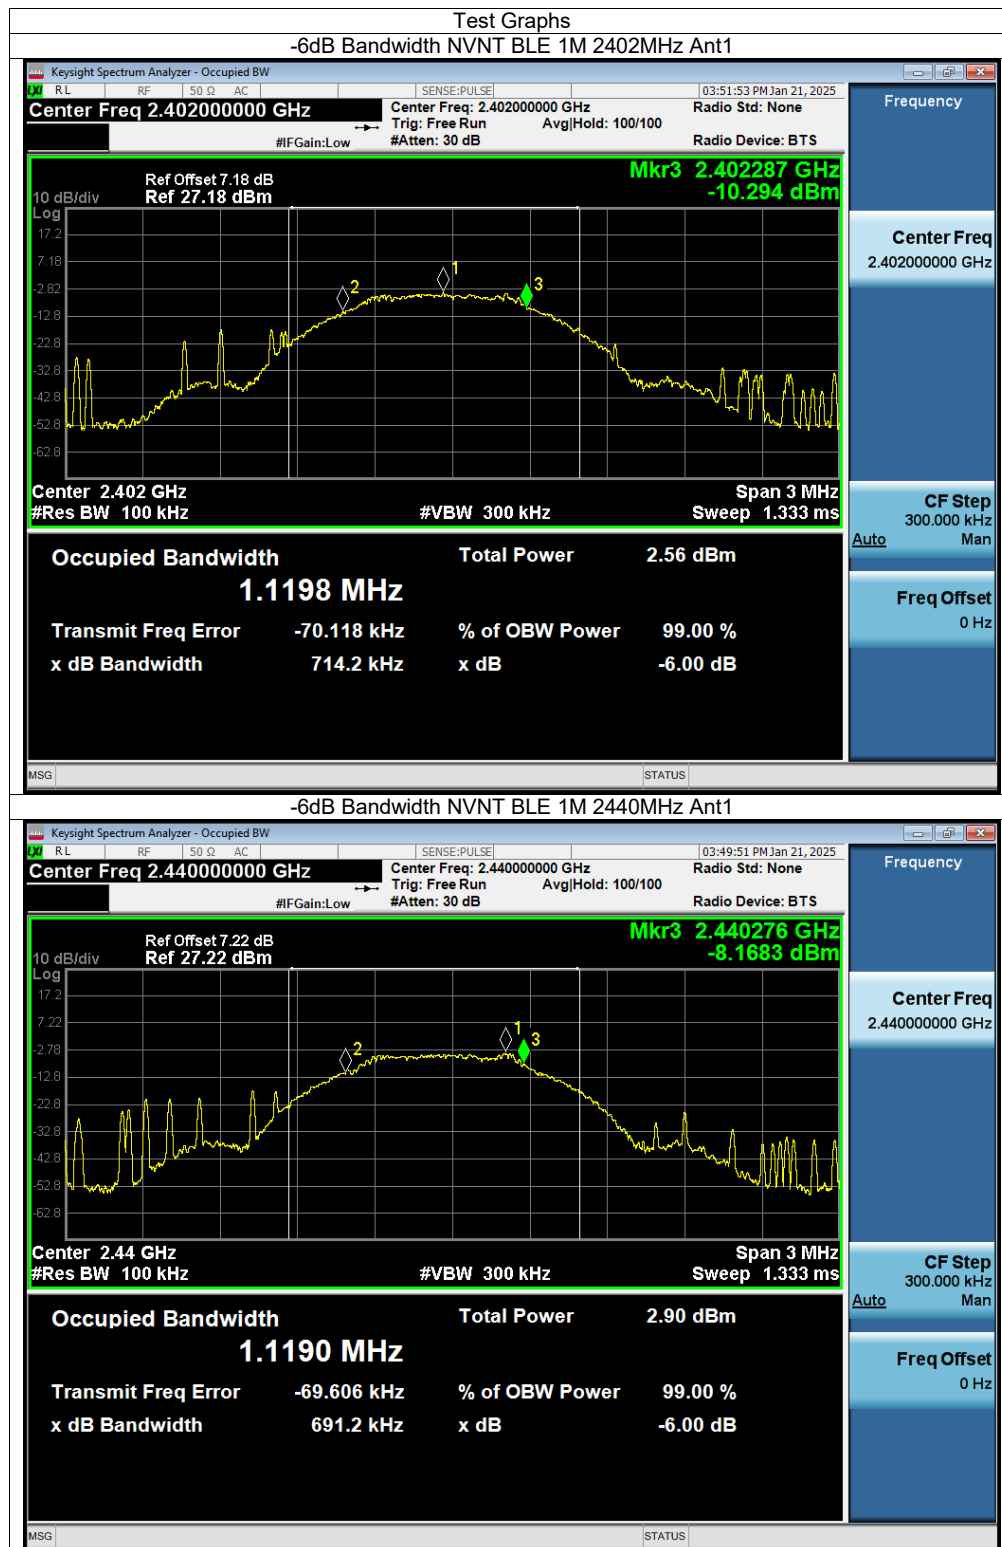 Test Graphs
-6dB Bandwidth NVNT BLE 1M 2402MHz Ant1
Keysight Spectrum Analyzer - Occupied BW
LXI RL RF 50 Ω AC SENSE:PULSE 03:51:53 PM Jan 21, 2025
Center Freq 2.402000000 GHz
Center Freq: 2.402000000 GHz Radio Std: None
Trig: Free Run Avg|Hold: 100/100
#IFGain:Low #Atten: 30 dB Radio Device: BTS
Frequency
Mkr3 2.402287 GHz
-10.294 dBm
Ref Offset 7.18 dB
10 dB/div Ref 27.18 dBm
Log
17.2
7.18
-2.82
-12.8
-22.8
-32.8
-42.8
-52.8
-62.8
1
2
3
Center 2.402 GHz Span 3 MHz
#Res BW 100 kHz #VBW 300 kHz Sweep 1.333 ms
Center Freq
2.402000000 GHz
CF Step
300.000 kHz
Auto Man
Freq Offset
0 Hz
Occupied Bandwidth Total Power 2.56 dBm
1.1198 MHz
Transmit Freq Error -70.118 kHz % of OBW Power 99.00 %
x dB Bandwidth 714.2 kHz x dB -6.00 dB
MSG STATUS
-6dB Bandwidth NVNT BLE 1M 2440MHz Ant1
Keysight Spectrum Analyzer - Occupied BW
LXI RL RF 50 Ω AC SENSE:PULSE 03:49:51 PM Jan 21, 2025
Center Freq 2.440000000 GHz
Center Freq: 2.440000000 GHz Radio Std: None
Trig: Free Run Avg|Hold: 100/100
#IFGain:Low #Atten: 30 dB Radio Device: BTS
Frequency
Mkr3 2.440276 GHz
-8.1683 dBm
Ref Offset 7.22 dB
10 dB/div Ref 27.22 dBm
Log
17.2
7.22
-2.78
-12.8
-22.8
-32.8
-42.8
-52.8
-62.8
1
2
3
Center 2.44 GHz Span 3 MHz
#Res BW 100 kHz #VBW 300 kHz Sweep 1.333 ms
Center Freq
2.440000000 GHz
CF Step
300.000 kHz
Auto Man
Freq Offset
0 Hz
Occupied Bandwidth Total Power 2.90 dBm
1.1190 MHz
Transmit Freq Error -69.606 kHz % of OBW Power 99.00 %
x dB Bandwidth 691.2 kHz x dB -6.00 dB
MSG STATUS